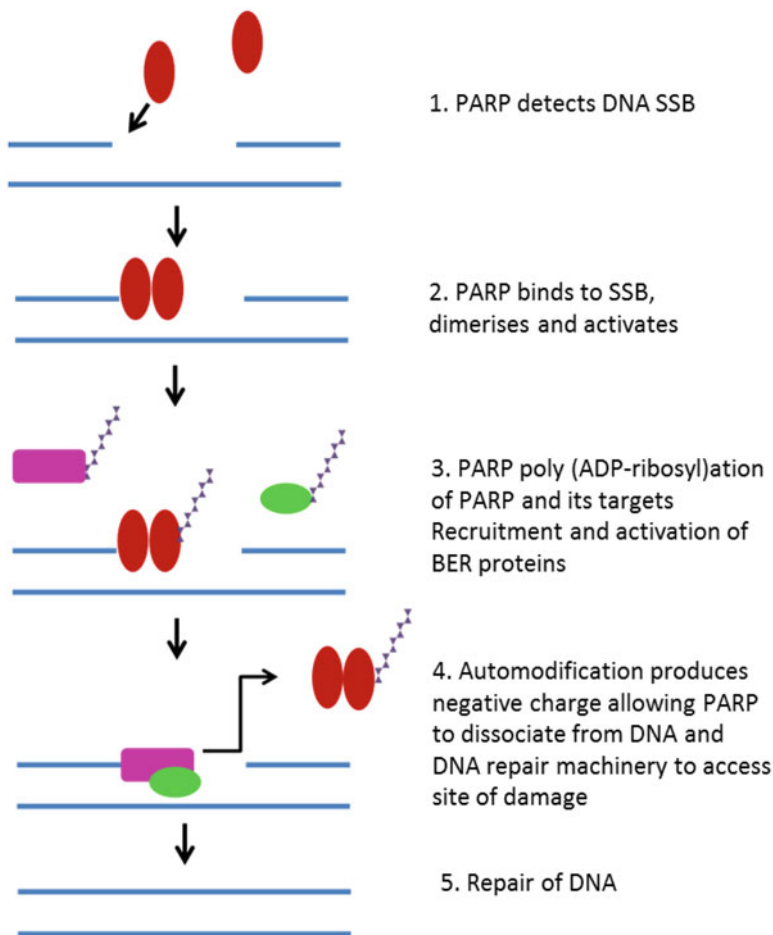 1. PARP detects DNA SSB
2. PARP binds to SSB,
dimerises and activates
3. PARP poly (ADP-ribosyl)ation
of PARP and its targets
Recruitment and activation of
BER proteins
4. Automodification produces
negative charge allowing PARP
to dissociate from DNA and
DNA repair machinery to access
site of damage
5. Repair of DNA